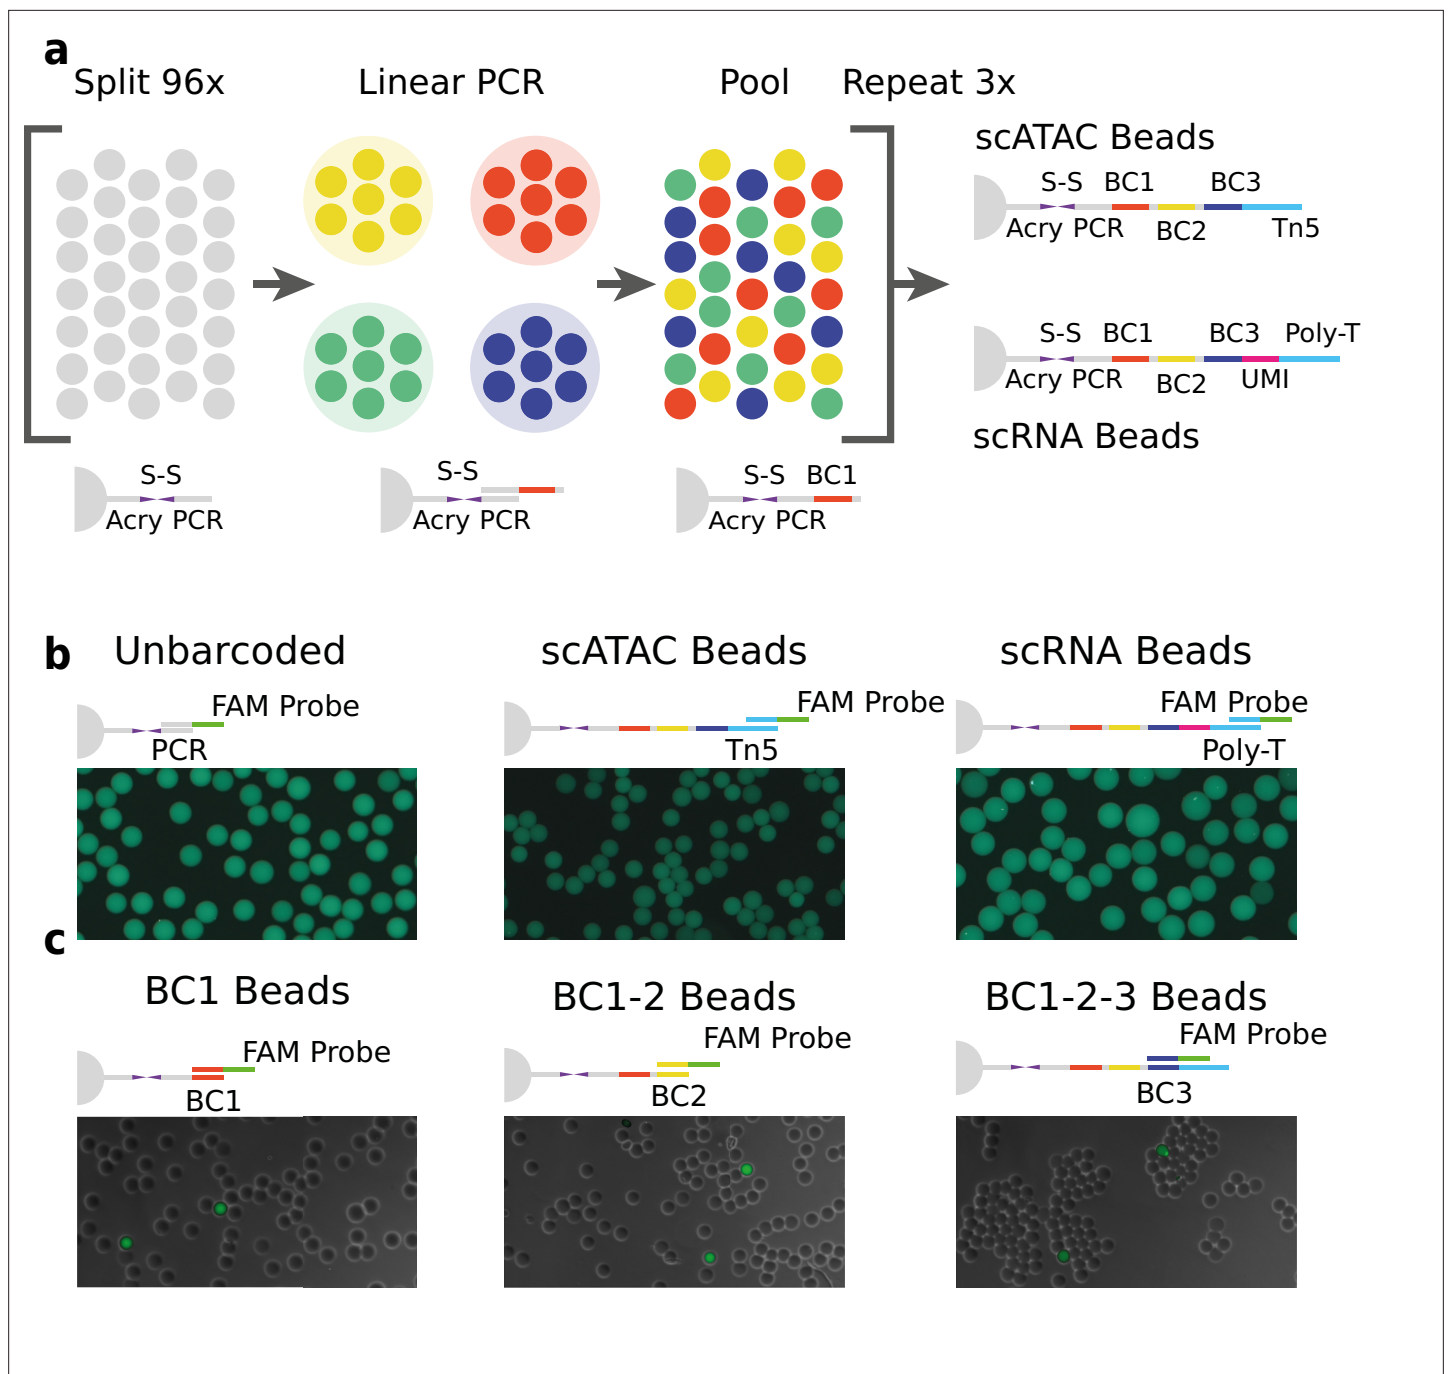 a
Split 96x
Linear PCR
Pool
Repeat 3x
scATAC Beads
S-S BC1 BC3
Acry PCR BC2 Tn5
S-S BC1 BC3 Poly-T
Acry PCR BC2 UMI
scRNA Beads
S-S
Acry PCR
S-S
Acry PCR
S-S BC1
Acry PCR
b
Unbarcoded
FAM Probe
PCR
scATAC Beads
FAM Probe
Tn5
scRNA Beads
FAM Probe
Poly-T
c
BC1 Beads
FAM Probe
BC1
BC1-2 Beads
FAM Probe
BC2
BC1-2-3 Beads
FAM Probe
BC3